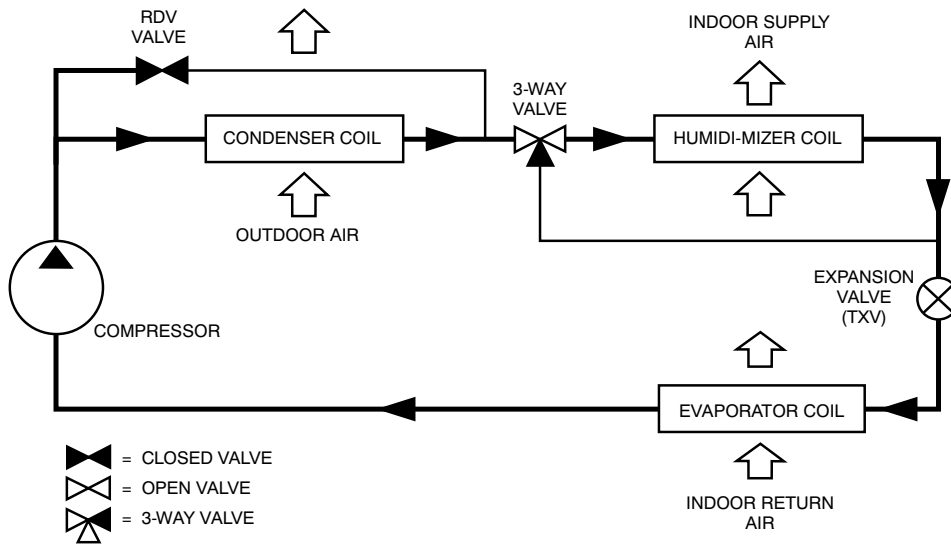 RDV
VALVE
INDOOR SUPPLY
AIR
3-WAY
VALVE
CONDENSER COIL
HUMIDI-MIZER COIL
OUTDOOR AIR
EXPANSION
VALVE
(TXV)
COMPRESSOR
EVAPORATOR COIL
= CLOSED VALVE
= OPEN VALVE
= 3-WAY VALVE
INDOOR RETURN
AIR